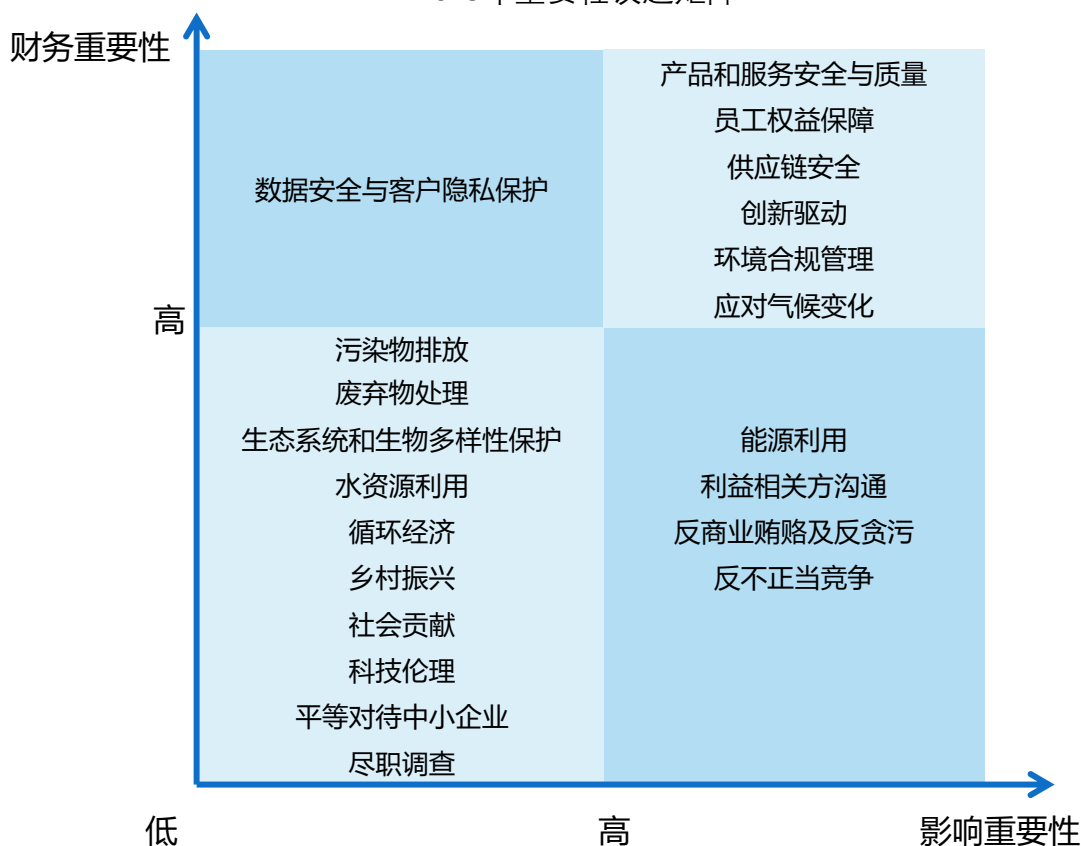 财务重要性
产品和服务安全与质量
员工权益保障
供应链安全
创新驱动
环境合规管理
应对气候变化
数据安全与客户隐私保护
高
污染物排放
废弃物处理
生态系统和生物多样性保护
水资源利用
循环经济
乡村振兴
社会贡献
科技伦理
平等对待中小企业
尽职调查
能源利用
利益相关方沟通
反商业贿赂及反贪污
反不正当竞争
低
高
影响重要性